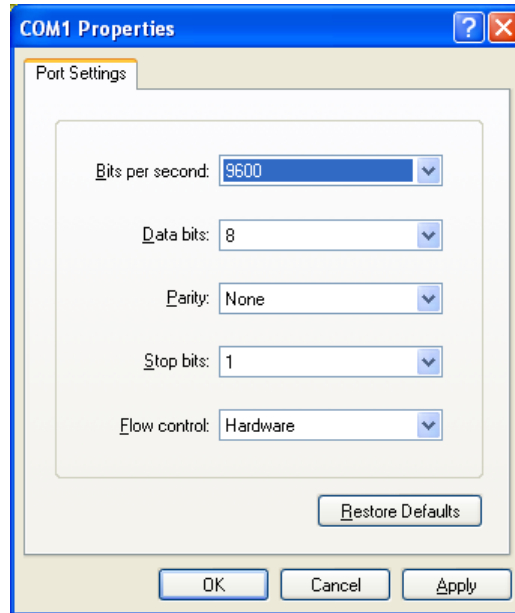 COM1 Properties
Port Settings
Bits per second: 9600
Data bits: 8
Parity: None
Stop bits: 1
Flow control: Hardware
Restore Defaults
OK Cancel Apply